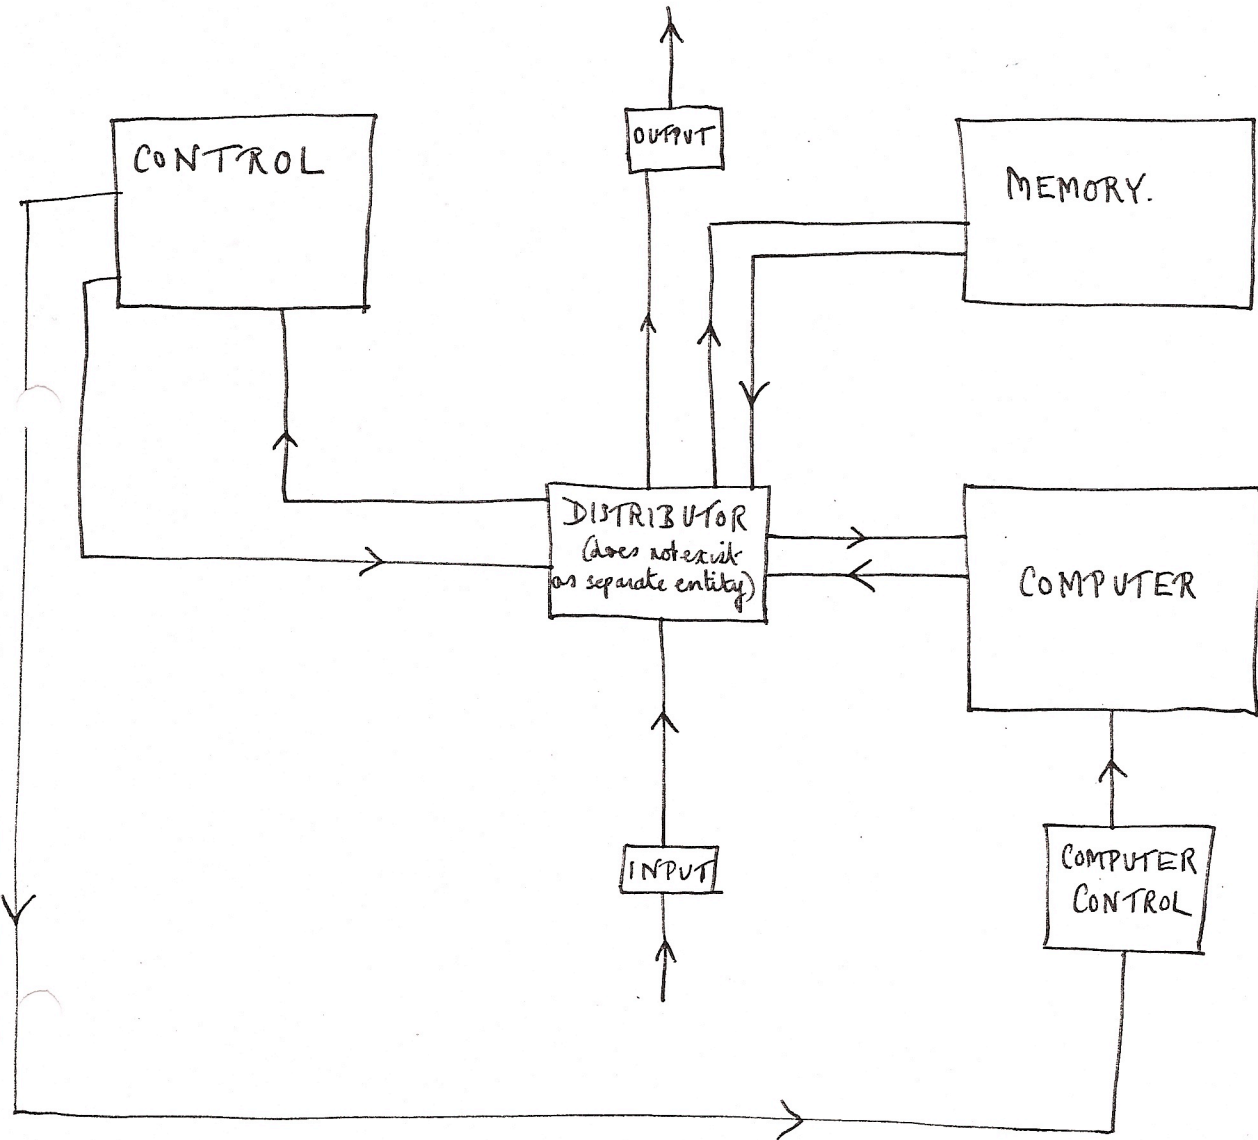 OUTPUT
CONTROL
MEMORY.
DISTRIBUTOR
(does not exist
as separate entity)
COMPUTER
INPUT
COMPUTER
CONTROL